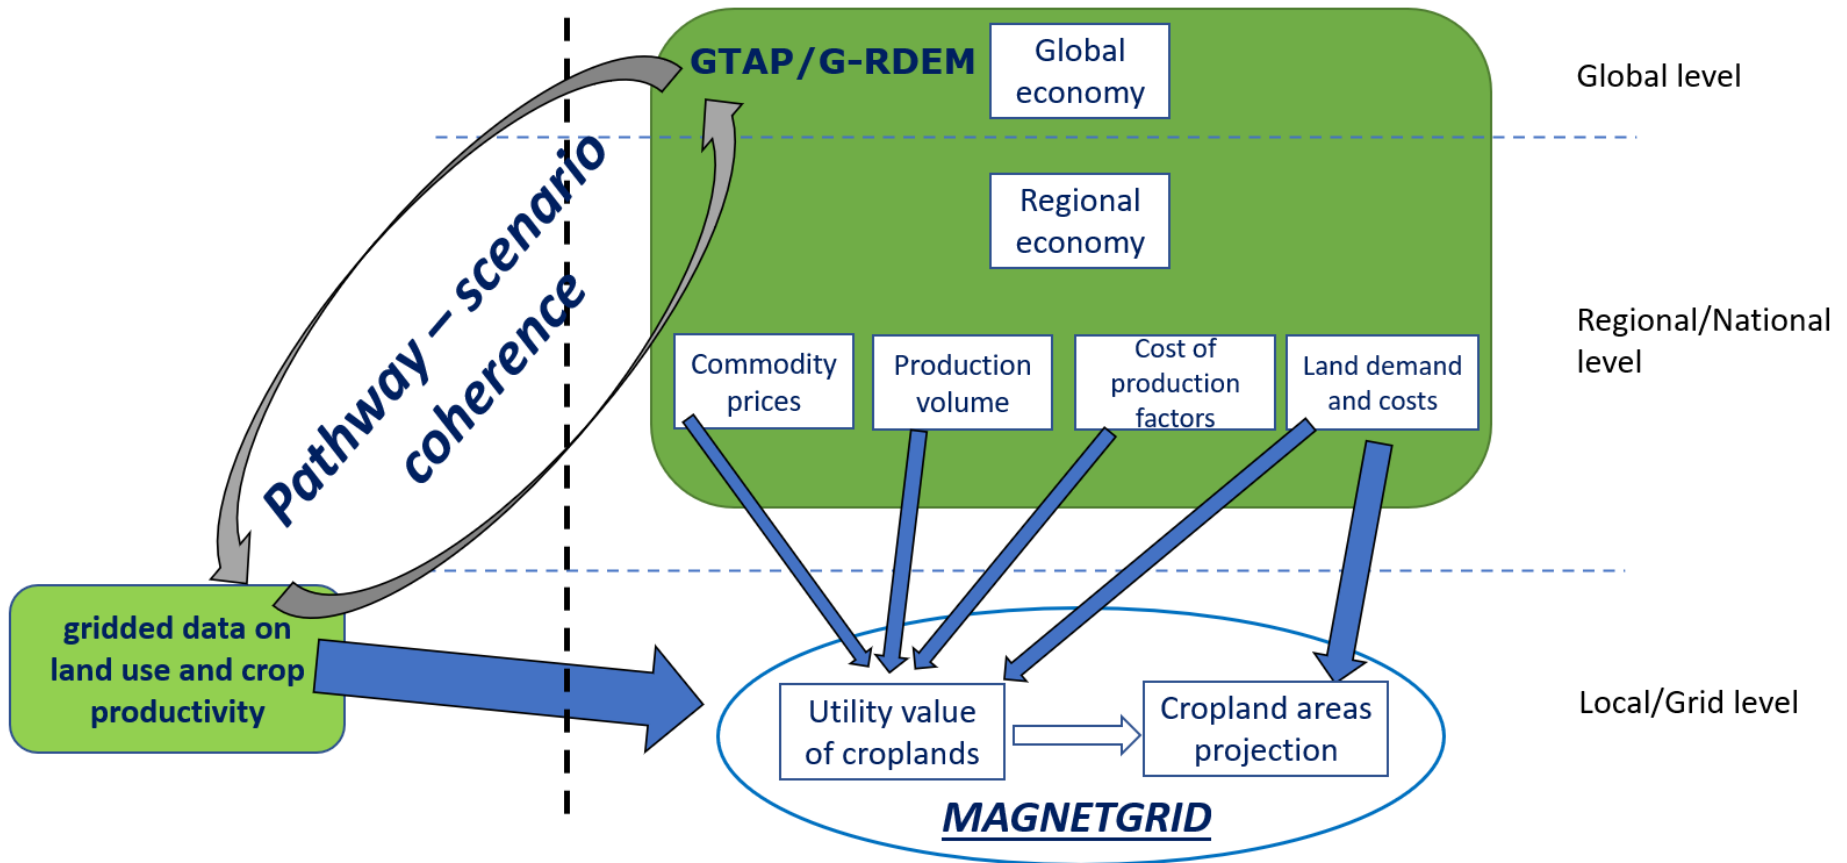 GTAP/G-RDEM
Global
economy
Global level
Regional
economy
Pathway – scenario
coherence
Regional/National
level
Commodity
prices
Production
volume
Cost of
production
factors
Land demand
and costs
gridded data on
land use and crop
productivity
Utility value
of croplands
Cropland areas
projection
Local/Grid level
MAGNETGRID